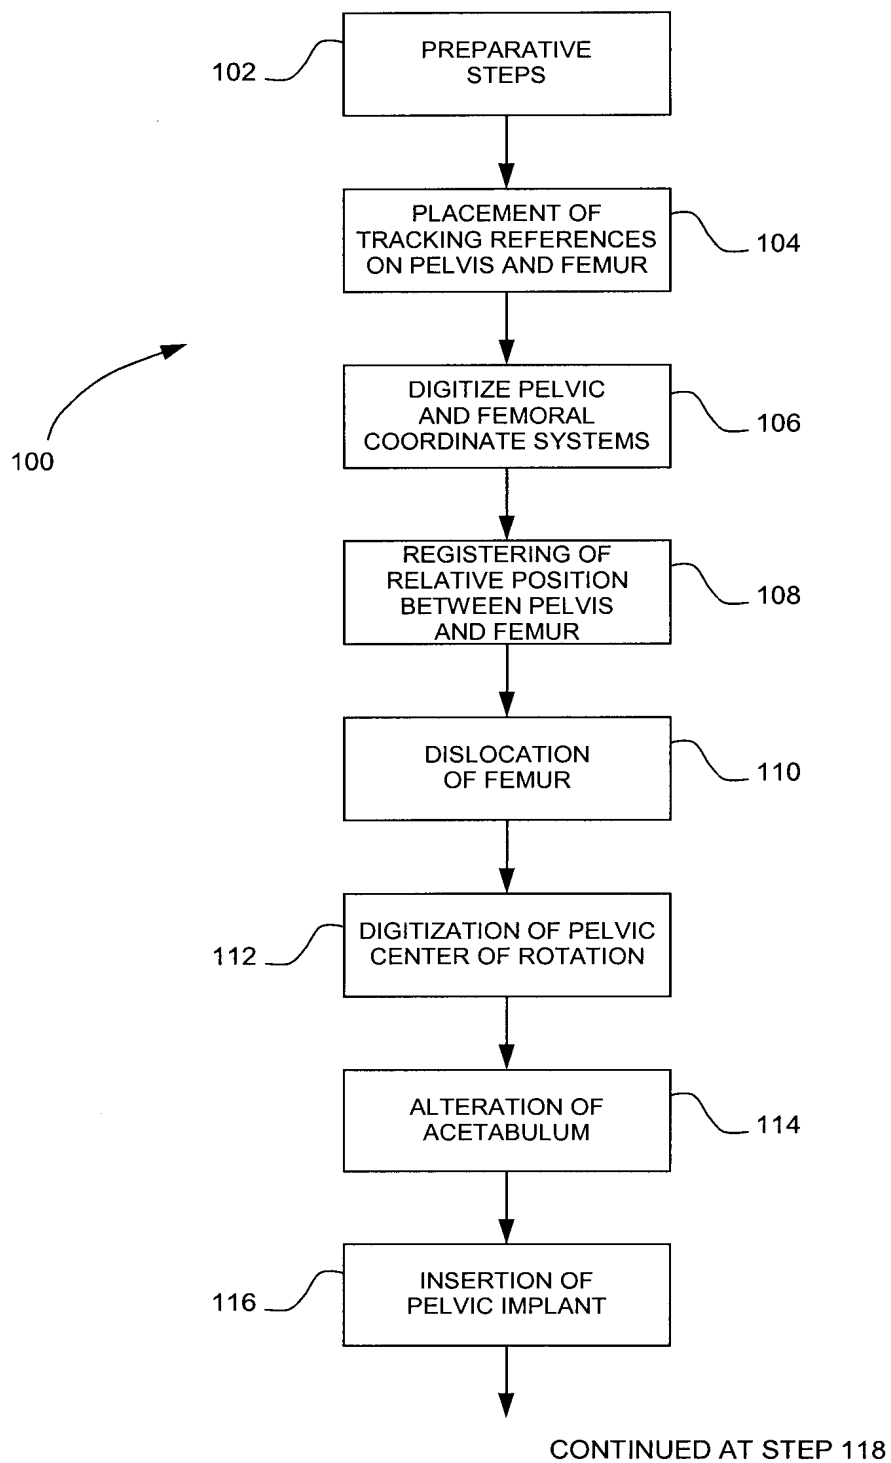 102
PREPARATIVE
STEPS
PLACEMENT OF
TRACKING REFERENCES
ON PELVIS AND FEMUR
104
100
DIGITIZE PELVIC
AND FEMORAL
COORDINATE SYSTEMS
106
REGISTERING OF
RELATIVE POSITION
BETWEEN PELVIS
AND FEMUR
108
DISLOCATION
OF FEMUR
110
112
DIGITIZATION OF PELVIC
CENTER OF ROTATION
ALTERATION OF
ACETABULUM
114
116
INSERTION OF
PELVIC IMPLANT
CONTINUED AT STEP 118